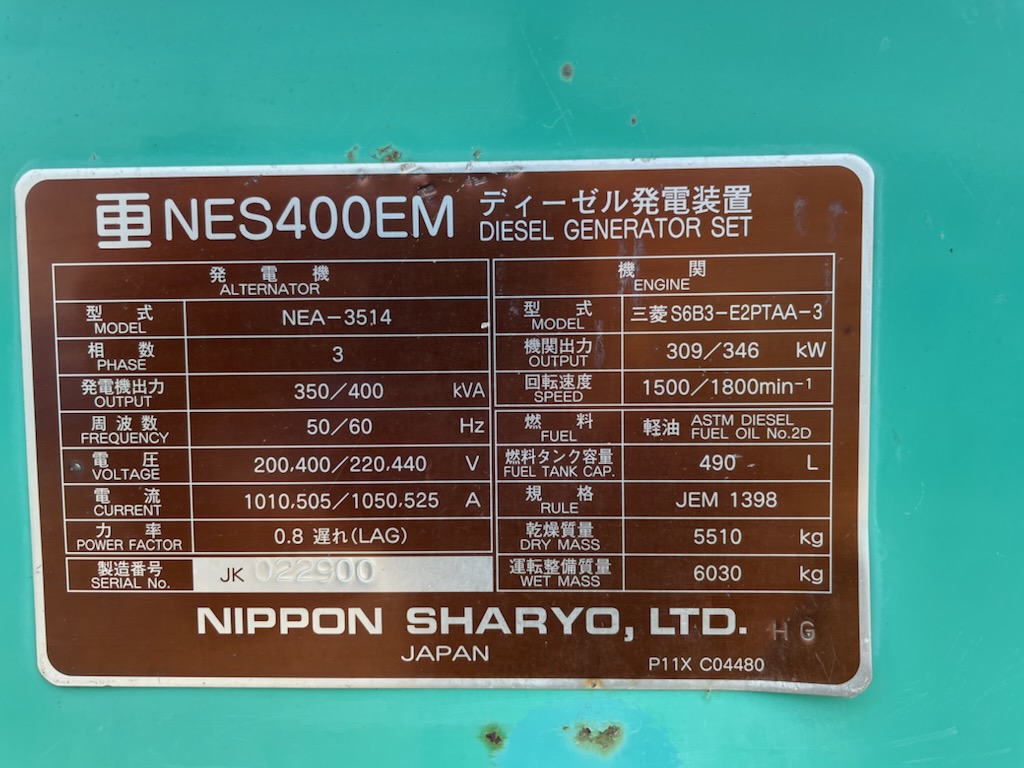 NES400EM ディーゼル発電装置
DIESEL GENERATOR SET
発電機
ALTERNATOR
型式
MODEL
NEA-3514
相数
PHASE
3
発電機出力
OUTPUT
350/400 kVA
周波数
FREQUENCY
50/60 Hz
電圧
VOLTAGE
200,400/220,440 V
電流
CURRENT
1010,505/1050,525 A
力率
POWER FACTOR
0.8 遅れ(LAG)
製造番号
SERIAL No.
JK 022900
機関
ENGINE
型式
MODEL
三菱 S6B3-E2PTAA-3
機関出力
OUTPUT
309/346 kW
回転速度
SPEED
1500/1800min⁻¹
燃料
FUEL
軽油 ASTM DIESEL
FUEL OIL No.2D
燃料タンク容量
FUEL TANK CAP.
490 L
規格
RULE
JEM 1398
乾燥質量
DRY MASS
5510 kg
運転整備質量
WET MASS
6030 kg
NIPPON SHARYO, LTD. HG
JAPAN
P11X C04480